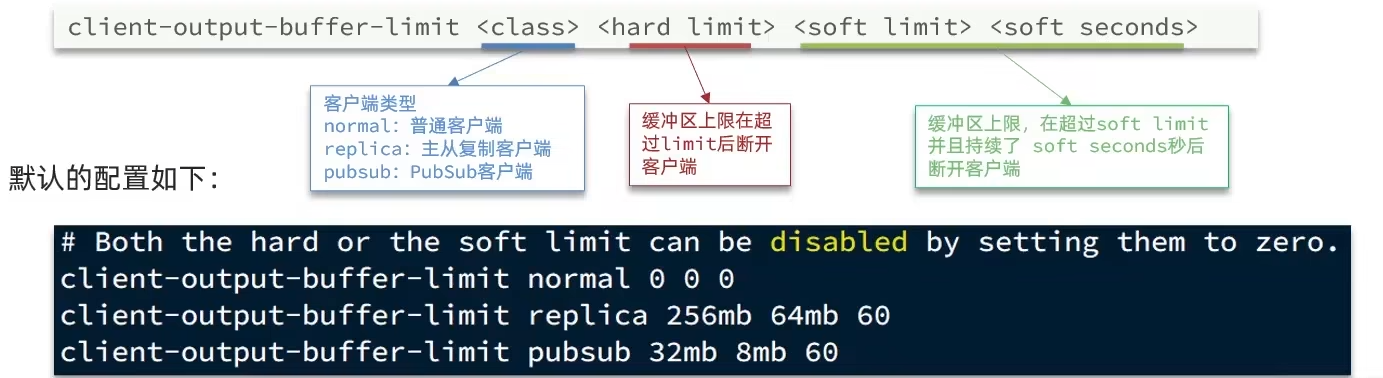 client-output-buffer-limit <class> <hard limit> <soft limit> <soft seconds>
客户端类型
normal：普通客户端
replica：主从复制客户端
pubsub：PubSub客户端
缓冲区上限在超
过limit后断开
客户端
缓冲区上限，在超过soft limit
并且持续了 soft seconds秒后
断开客户端
默认的配置如下：
# Both the hard or the soft limit can be disabled by setting them to zero.
client-output-buffer-limit normal 0 0 0
client-output-buffer-limit replica 256mb 64mb 60
client-output-buffer-limit pubsub 32mb 8mb 60